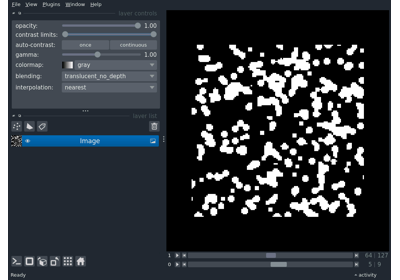 File View Plugins Window Help
layer controls
opacity: 1.00
contrast limits:
auto-contrast: once continuous
gamma: 1.00
colormap: gray
blending: translucent_no_depth
interpolation: nearest
layer list
Image
1 64 | 127
0 5 | 9
Ready activity